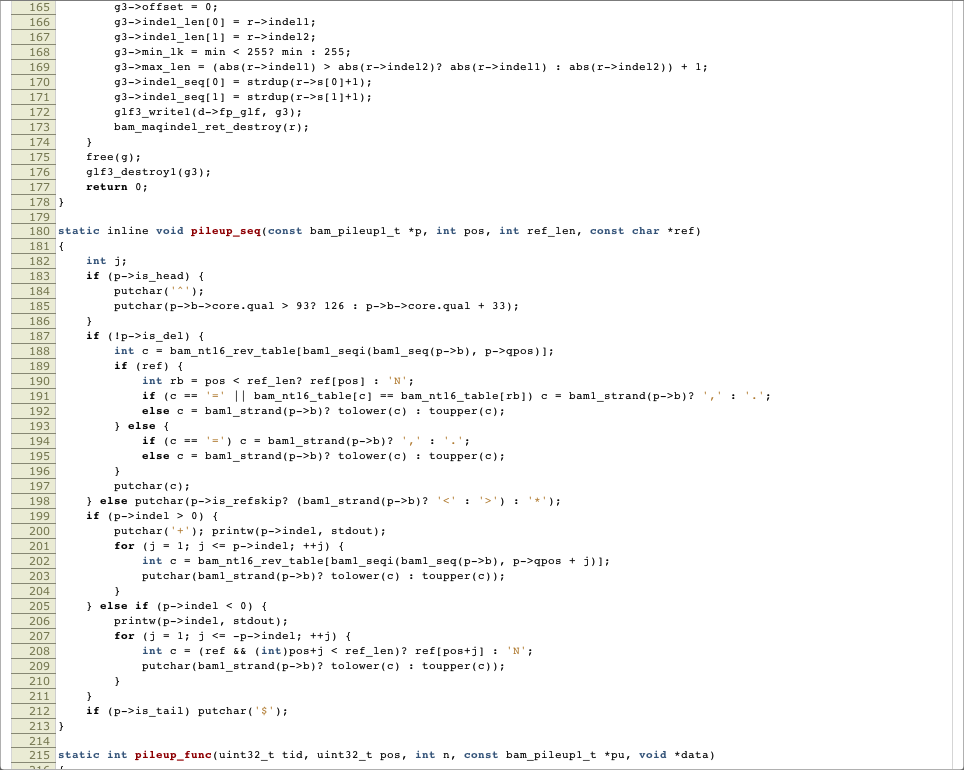 165         g3->offset = 0;
166         g3->indel_len[0] = r->indel1;
167         g3->indel_len[1] = r->indel2;
168         g3->min_lk = min < 255? min : 255;
169         g3->max_len = (abs(r->indel1) > abs(r->indel2)? abs(r->indel1) : abs(r->indel2)) + 1;
170         g3->indel_seq[0] = strdup(r->s[0]+1);
171         g3->indel_seq[1] = strdup(r->s[1]+1);
172         glf3_write1(d->fp_glf, g3);
173         bam_maqindel_ret_destroy(r);
174     }
175     free(g);
176     glf3_destroy1(g3);
177     return 0;
178 }
179
180 static inline void pileup_seq(const bam_pileup1_t *p, int pos, int ref_len, const char *ref)
181 {
182     int j;
183     if (p->is_head) {
184         putchar('^');
185         putchar(p->b->core.qual > 93? 126 : p->b->core.qual + 33);
186     }
187     if (!p->is_del) {
188         int c = bam_nt16_rev_table[bam1_seqi(bam1_seq(p->b), p->qpos)];
189         if (ref) {
190             int rb = pos < ref_len? ref[pos] : 'N';
191             if (c == '=' || bam_nt16_table[c] == bam_nt16_table[rb]) c = bam1_strand(p->b)? ',' : '.';
192             else c = bam1_strand(p->b)? tolower(c) : toupper(c);
193         } else {
194             if (c == '=') c = bam1_strand(p->b)? ',' : '.';
195             else c = bam1_strand(p->b)? tolower(c) : toupper(c);
196         }
197         putchar(c);
198     } else putchar(p->is_refskip? (bam1_strand(p->b)? '<' : '>') : '*');
199     if (p->indel > 0) {
200         putchar('+'); printw(p->indel, stdout);
201         for (j = 1; j <= p->indel; ++j) {
202             int c = bam_nt16_rev_table[bam1_seqi(bam1_seq(p->b), p->qpos + j)];
203             putchar(bam1_strand(p->b)? tolower(c) : toupper(c));
204         }
205     } else if (p->indel < 0) {
206         printw(p->indel, stdout);
207         for (j = 1; j <= -p->indel; ++j) {
208             int c = (ref && (int)pos+j < ref_len)? ref[pos+j] : 'N';
209             putchar(bam1_strand(p->b)? tolower(c) : toupper(c));
210         }
211     }
212     if (p->is_tail) putchar('$');
213 }
214
215 static int pileup_func(uint32_t tid, uint32_t pos, int n, const bam_pileup1_t *pu, void *data)